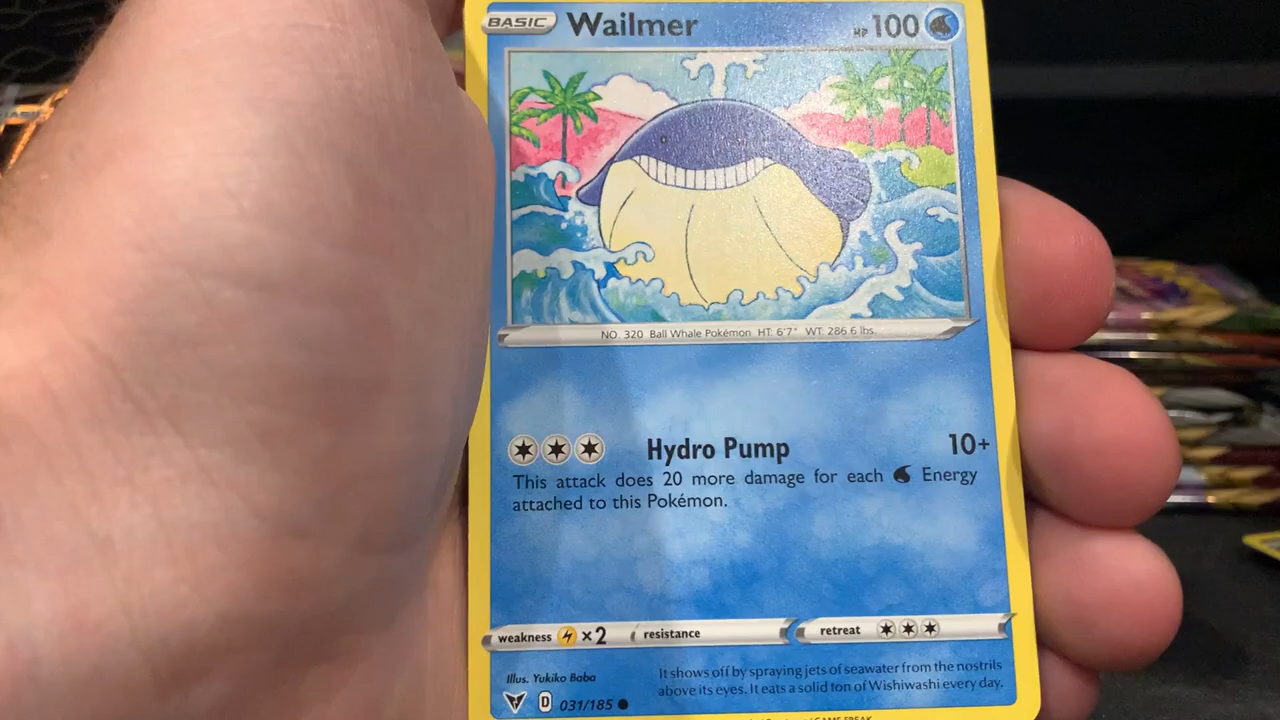 BASIC Wailmer HP 100
NO. 320 Ball Whale Pokémon HT: 6'7" WT: 286.6 lbs.
Hydro Pump 10+
This attack does 20 more damage for each Energy
attached to this Pokémon.
weakness ×2 resistance retreat
Illus. Yukiko Baba
It shows off by spraying jets of seawater from the nostrils
above its eyes. It eats a solid ton of Wishiwashi every day.
D 031/185
GAME FREAK